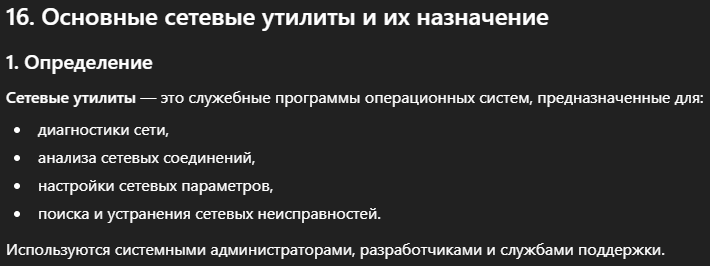 16. Основные сетевые утилиты и их назначение
1. Определение
Сетевые утилиты — это служебные программы операционных систем, предназначенные для:
• диагностики сети,
• анализа сетевых соединений,
• настройки сетевых параметров,
• поиска и устранения сетевых неисправностей.
Используются системными администраторами, разработчиками и службами поддержки.